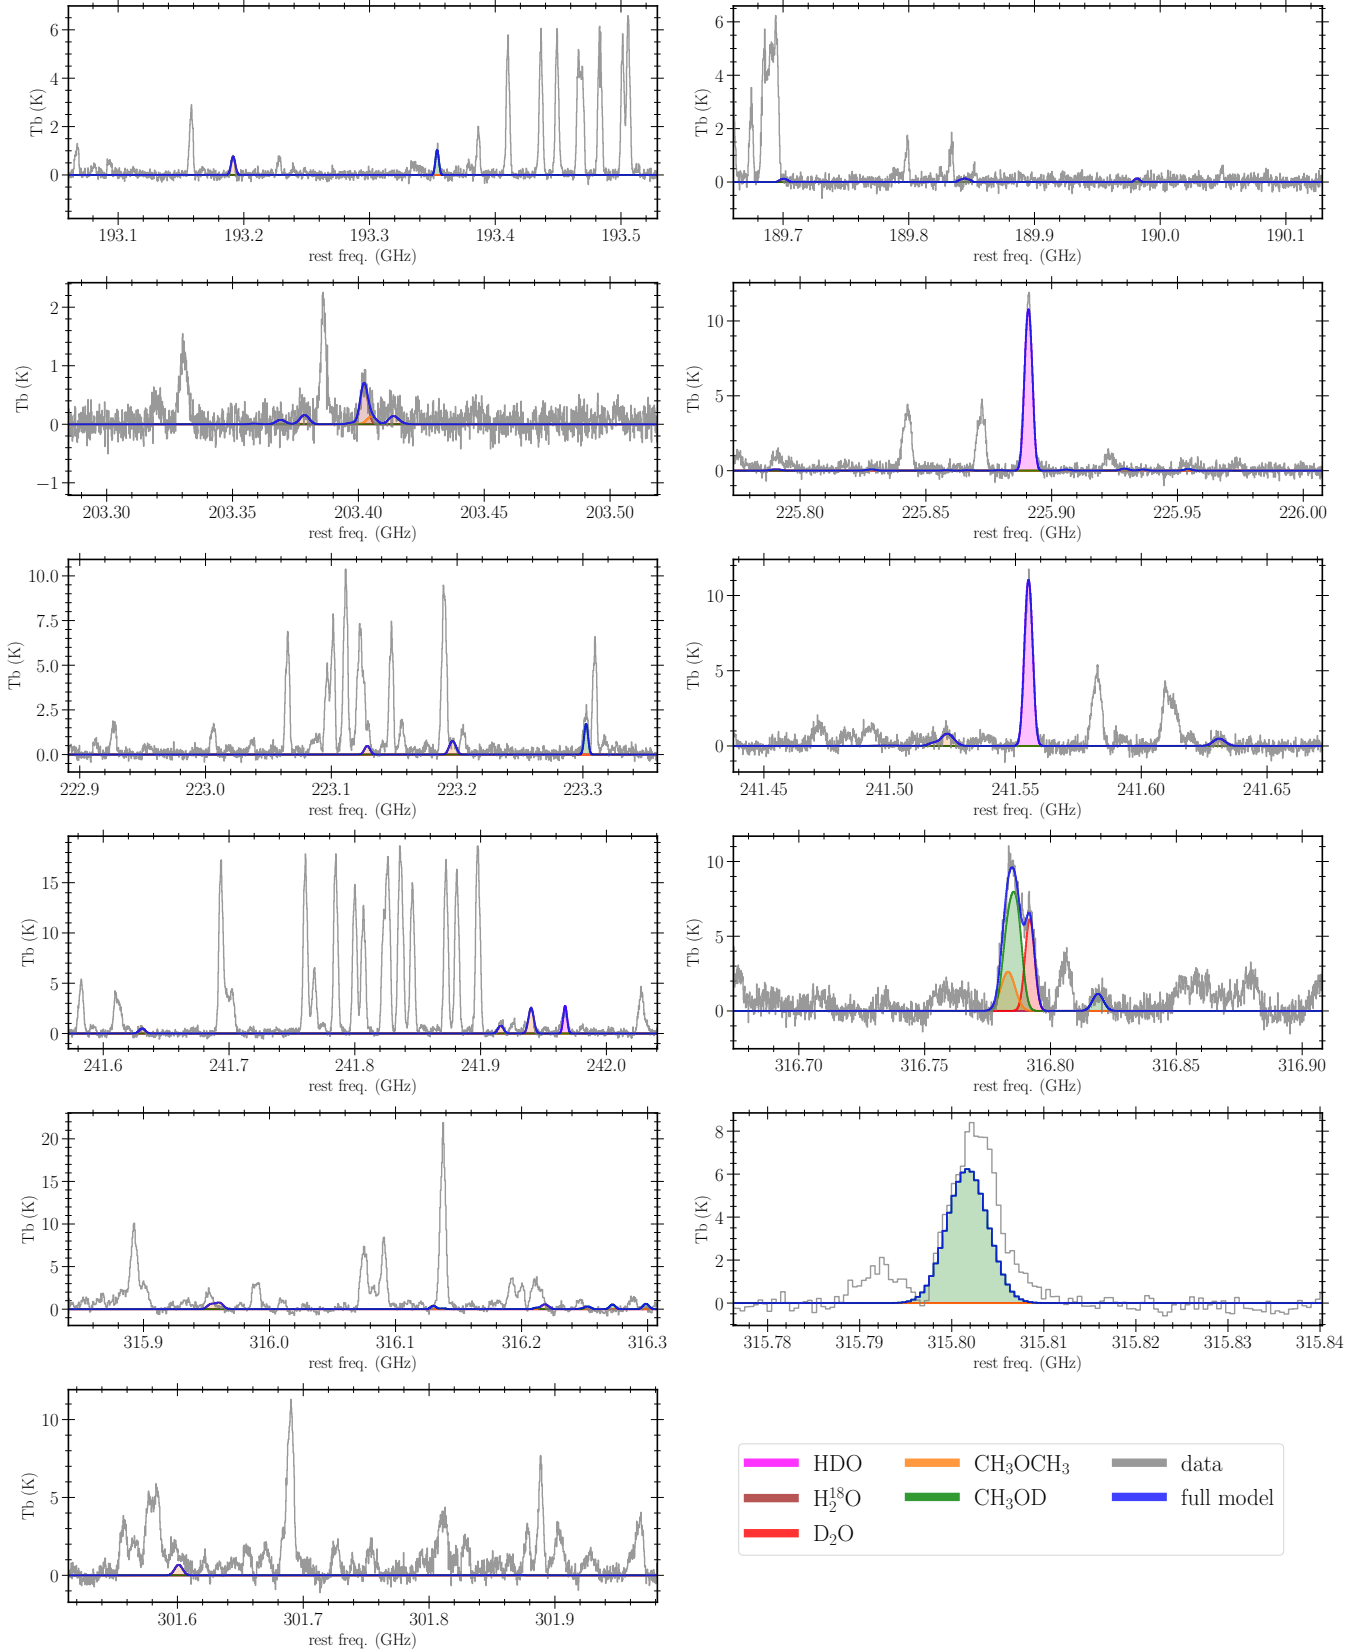 6
4
2
0
Tb (K)
193.1 193.2 193.3 193.4 193.5
rest freq. (GHz)
6
4
2
0
Tb (K)
189.7 189.8 189.9 190.0 190.1
rest freq. (GHz)
2
1
0
−1
Tb (K)
203.30 203.35 203.40 203.45 203.50
rest freq. (GHz)
10
5
0
Tb (K)
225.80 225.85 225.90 225.95 226.00
rest freq. (GHz)
10.0
7.5
5.0
2.5
0.0
Tb (K)
222.9 223.0 223.1 223.2 223.3
rest freq. (GHz)
10
5
0
Tb (K)
241.45 241.50 241.55 241.60 241.65
rest freq. (GHz)
15
10
5
0
Tb (K)
241.6 241.7 241.8 241.9 242.0
rest freq. (GHz)
10
5
0
Tb (K)
316.70 316.75 316.80 316.85 316.90
rest freq. (GHz)
20
10
5
0
Tb (K)
315.9 316.0 316.1 316.2 316.3
rest freq. (GHz)
8
6
4
2
0
Tb (K)
315.78 315.79 315.80 315.81 315.82 315.83 315.84
rest freq. (GHz)
10
5
0
Tb (K)
301.6 301.7 301.8 301.9
rest freq. (GHz)
HDO CH₃OCH₃ data
H₂¹⁸O CH₃OD full model
D₂O